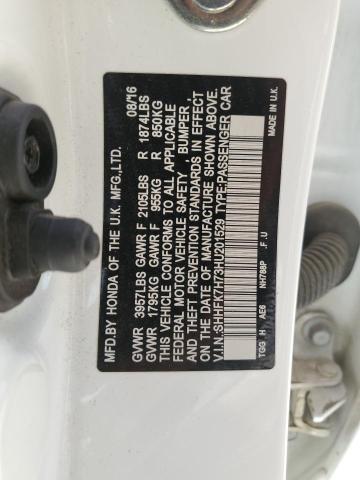 MFD.BY HONDA OF THE U.K. MFG.,LTD. 08/16
GVWR 3957LBS GAWR F 2105LBS R 1874LBS
GVWR 1795KG GAWR F 955KG R 850KG
THIS VEHICLE CONFORMS TO ALL APPLICABLE
FEDERAL MOTOR VEHICLE SAFETY , BUMPER ,
AND THEFT PREVENTION STANDARDS IN EFFECT
ON THE DATE OF MANUFACTURE SHOWN ABOVE.
V.I.N.:SHHFK7H73HU201529 TYPE:PASSENGER CAR
TGG H AE6 NH788P .F .U MADE IN U.K.